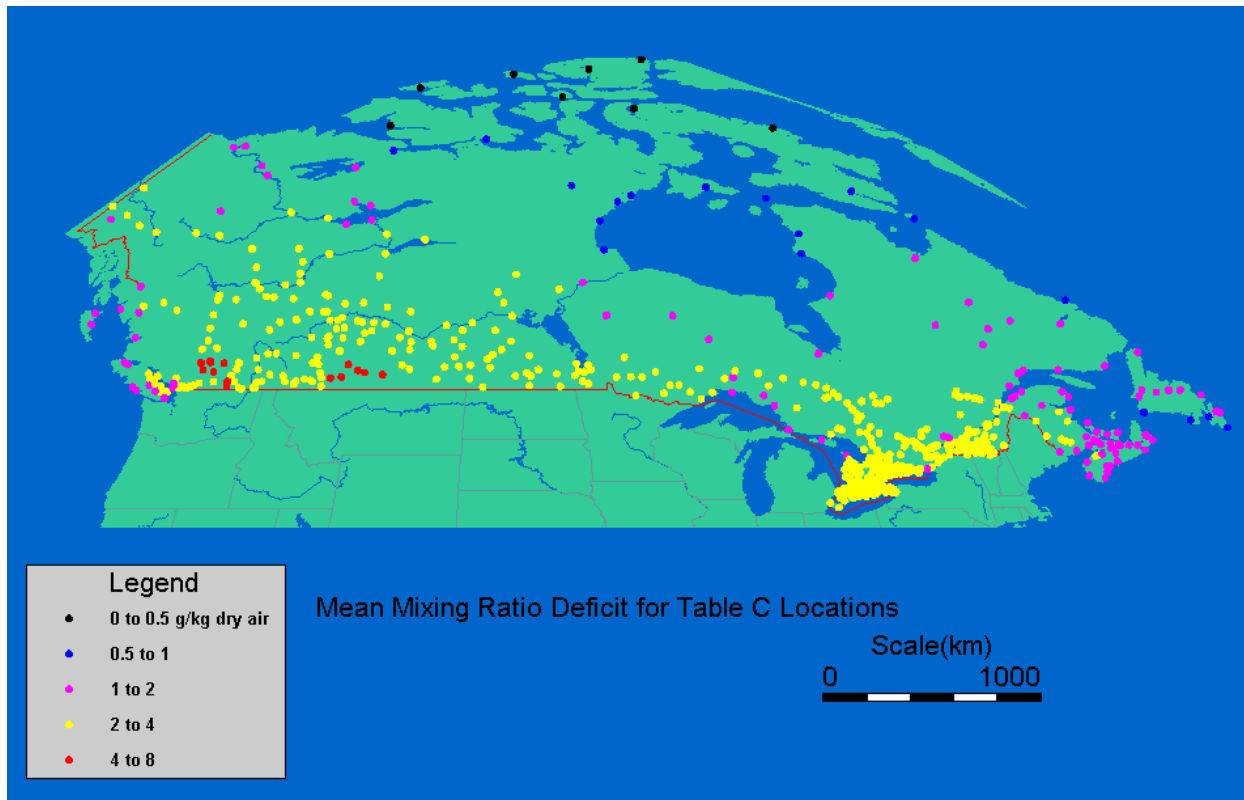 Legend
0 to 0.5 g/kg dry air
0.5 to 1
1 to 2
2 to 4
4 to 8
Mean Mixing Ratio Deficit for Table C Locations
Scale(km)
0 1000